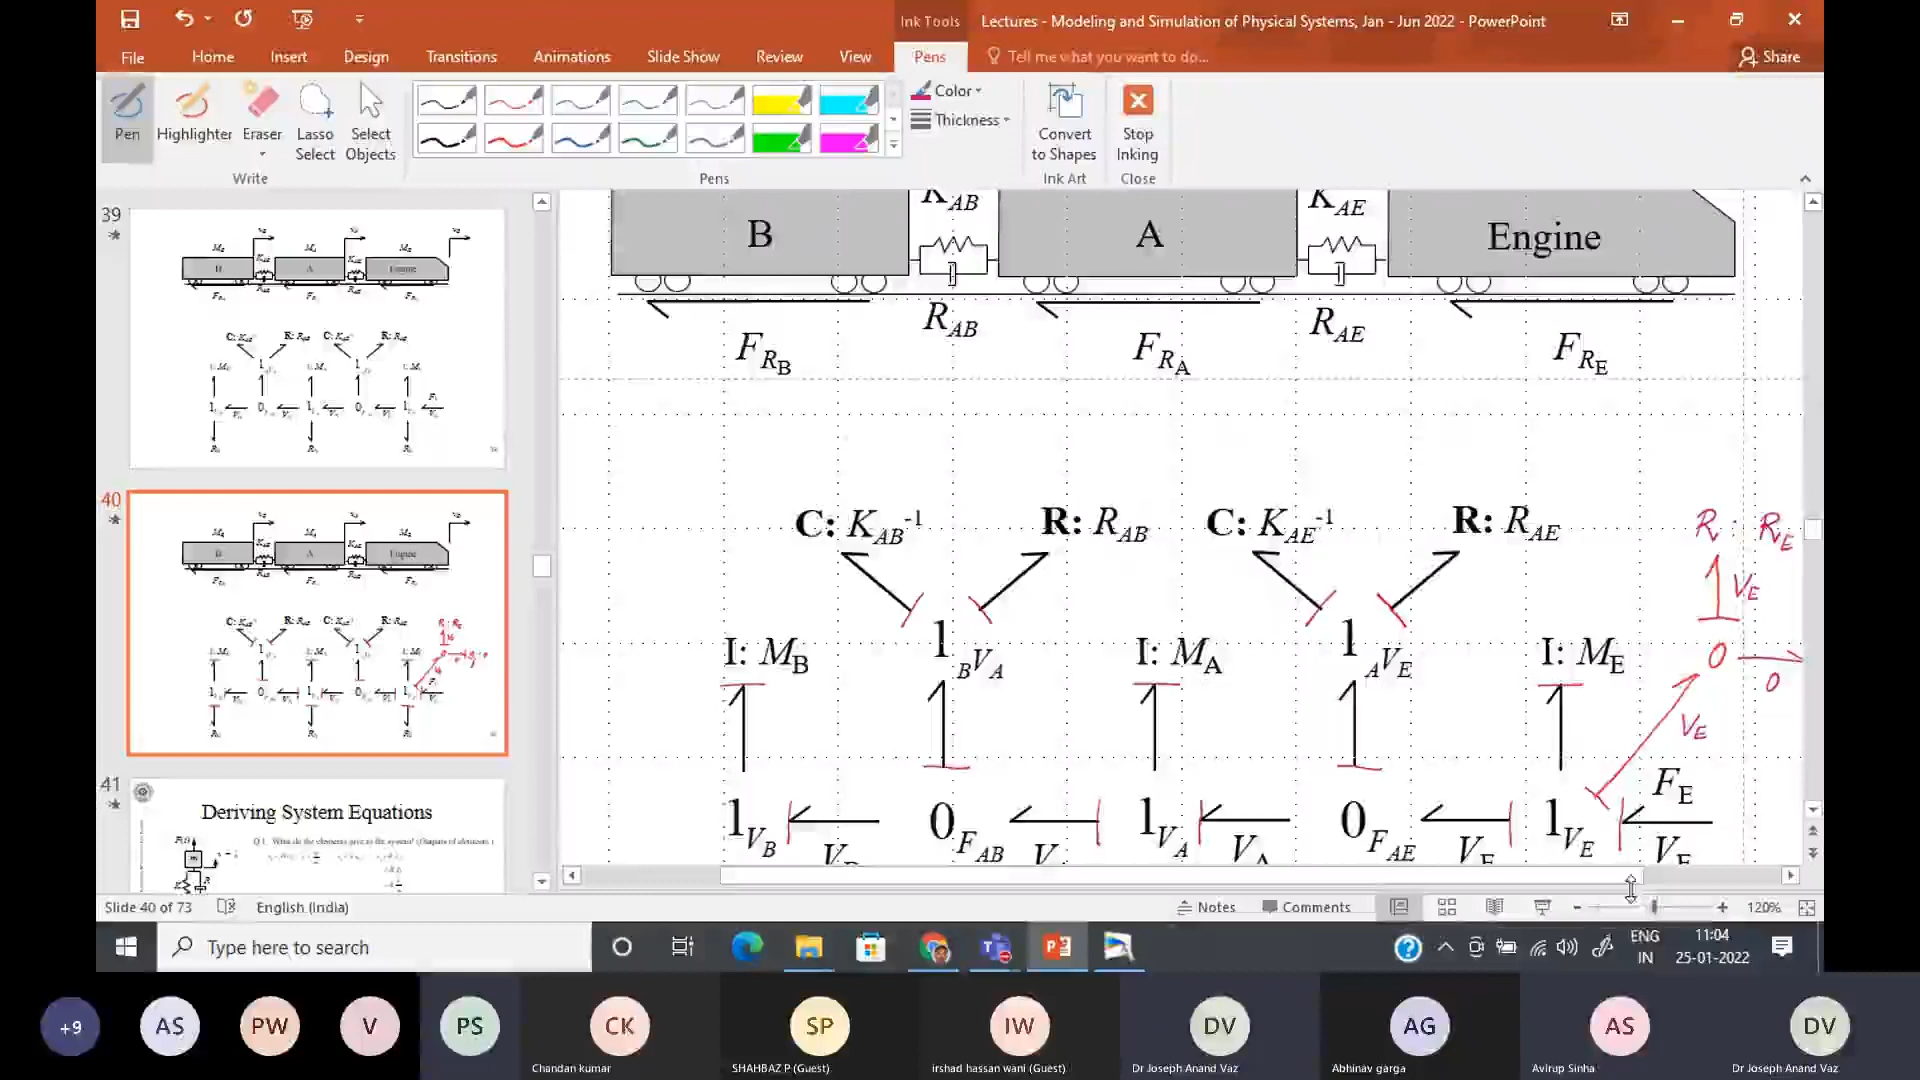 Ink Tools
Lectures - Modeling and Simulation of Physical Systems, Jan - Jun 2022 - PowerPoint
File Home Insert Design Transitions Animations Slide Show Review View Pens Tell me what you want to do... Share
Pen Highlighter Eraser Lasso Select Select Objects
Color
Thickness
Convert to Shapes
Stop Inking
Write Pens Ink Art Close
39
40
41
Deriving System Equations
K_AB K_AE
B A Engine
R_AB R_AE
F_RB F_RA F_RE
C: K_AB^-1 R: R_AB C: K_AE^-1 R: R_AE R : R_E
V_E
I: M_B 1 _BV_A I: M_A 1 _AV_E I: M_E 0
0
V_E
F_E
1_VB 0_FAB 1_VA 0_FAE 1_VE
V_A V_E V_E
Slide 40 of 73 English (India) Notes Comments 120%
Type here to search
ENG IN
11:04
25-01-2022
+9 AS PW V PS CK SP IW DV AG AS DV
Chandan kumar SHAHBAZ P (Guest) irshad hassan wani (Guest) Dr Joseph Anand Vaz Abhinav garga Avirup Sinha Dr Joseph Anand Vaz